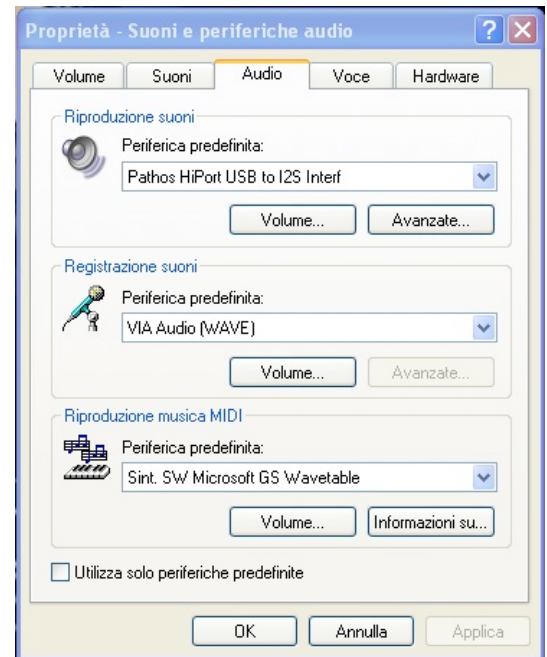 Proprietà - Suoni e periferiche audio
Volume Suoni Audio Voce Hardware
Riproduzione suoni
Periferica predefinita:
Pathos HiPort USB to I2S Interf
Volume... Avanzate...
Registrazione suoni
Periferica predefinita:
VIA Audio (WAVE)
Volume... Avanzate...
Riproduzione musica MIDI
Periferica predefinita:
Sint. SW Microsoft GS Wavetable
Volume... Informazioni su...
Utilizza solo periferiche predefinite
OK Annulla Applica